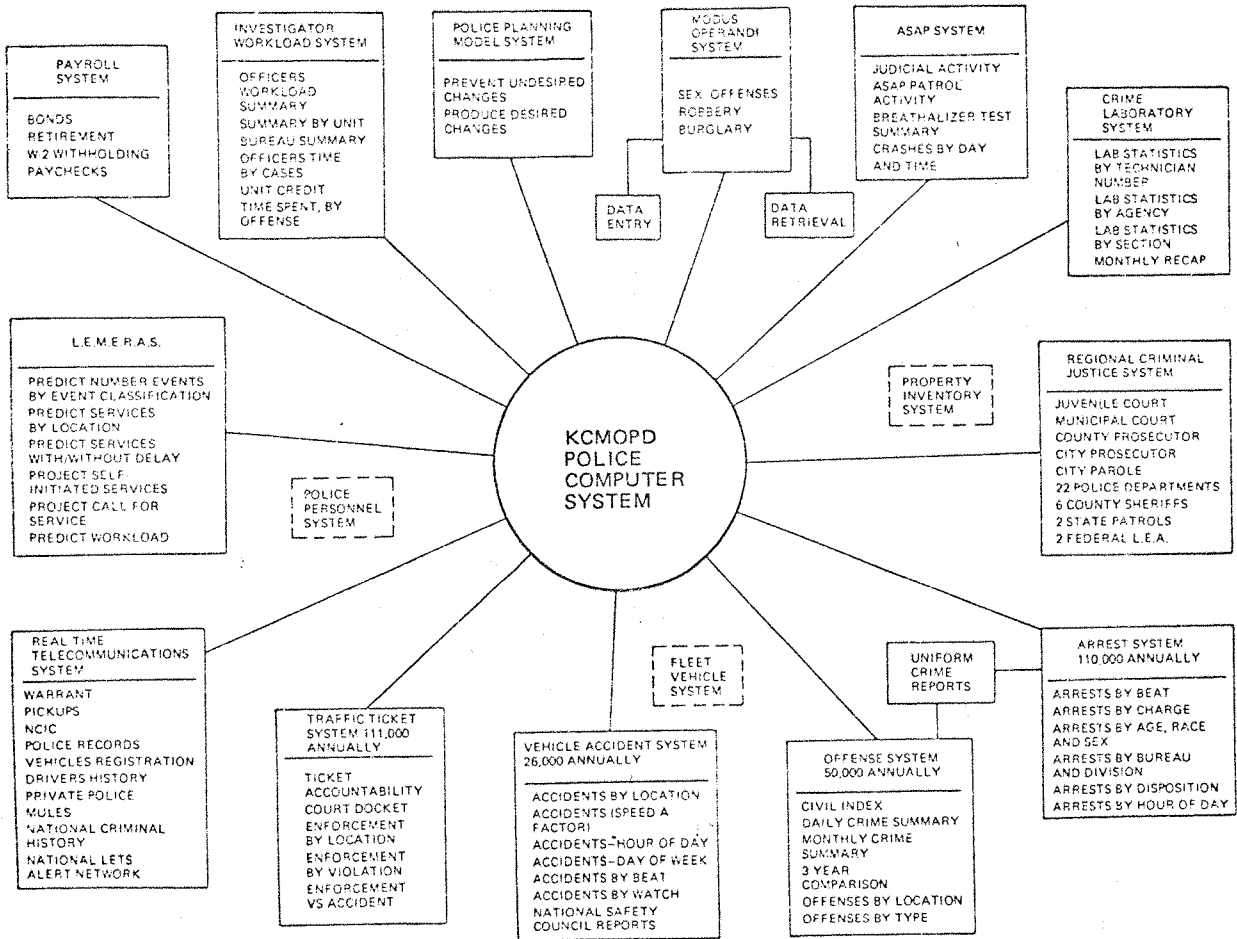 PAYROLL
SYSTEM
BONDS
RETIREMENT
W-2 WITHHOLDING
PAYCHECKS
INVESTIGATOR
WORKLOAD SYSTEM
OFFICERS
WORKLOAD
SUMMARY
SUMMARY BY UNIT
BUREAU SUMMARY
OFFICERS TIME
BY CASES
UNIT CREDIT
TIME SPENT, BY
OFFENSE
POLICE PLANNING
MODEL SYSTEM
PREVENT UNDESIRED
CHANGES
PRODUCE DESIRED
CHANGES
MODUS
OPERANDI
SYSTEM
SEX OFFENSES
ROBBERY
BURGLARY
DATA
ENTRY
DATA
RETRIEVAL
ASAP SYSTEM
JUDICIAL ACTIVITY
ASAP PATROL
ACTIVITY
BREATHALIZER TEST
SUMMARY
CRASHES BY DAY
AND TIME
CRIME
LABORATORY
SYSTEM
LAB STATISTICS
BY TECHNICIAN
NUMBER
LAB STATISTICS
BY AGENCY
LAB STATISTICS
BY SECTION
MONTHLY RECAP
L.E.M.E.R.A.S.
PREDICT NUMBER EVENTS
BY EVENT CLASSIFICATION
PREDICT SERVICES
BY LOCATION
PREDICT SERVICES
WITH/WITHOUT DELAY
PROJECT SELF-
INITIATED SERVICES
PROJECT CALL FOR
SERVICE
PREDICT WORKLOAD
POLICE
PERSONNEL
SYSTEM
KCMOPD
POLICE
COMPUTER
SYSTEM
PROPERTY
INVENTORY
SYSTEM
REGIONAL CRIMINAL
JUSTICE SYSTEM
JUVENILE COURT
MUNICIPAL COURT
COUNTY PROSECUTOR
CITY PROSECUTOR
CITY PAROLE
22 POLICE DEPARTMENTS
6 COUNTY SHERIFFS
2 STATE PATROLS
2 FEDERAL L.E.A.
REAL TIME
TELECOMMUNICATIONS
SYSTEM
WARRANT
PICKUPS
NCIC
POLICE RECORDS
VEHICLES REGISTRATION
DRIVERS HISTORY
PRIVATE POLICE
MULES
NATIONAL CRIMINAL
HISTORY
NATIONAL LETS
ALERT NETWORK
TRAFFIC TICKET
SYSTEM 111,000
ANNUALLY
TICKET
ACCOUNTABILITY
COURT DOCKET
ENFORCEMENT
BY LOCATION
ENFORCEMENT
BY VIOLATION
ENFORCEMENT
VS ACCIDENT
FLEET
VEHICLE
SYSTEM
VEHICLE ACCIDENT SYSTEM
26,000 ANNUALLY
ACCIDENTS BY LOCATION
ACCIDENTS (SPEED A
FACTOR)
ACCIDENTS-HOUR OF DAY
ACCIDENTS-DAY OF WEEK
ACCIDENTS BY BEAT
ACCIDENTS BY WATCH
NATIONAL SAFETY
COUNCIL REPORTS
UNIFORM
CRIME
REPORTS
OFFENSE SYSTEM
50,000 ANNUALLY
CIVIL INDEX
DAILY CRIME SUMMARY
MONTHLY CRIME
SUMMARY
3 YEAR
COMPARISON
OFFENSES BY LOCATION
OFFENSES BY TYPE
ARREST SYSTEM
110,000 ANNUALLY
ARRESTS BY BEAT
ARRESTS BY CHARGE
ARRESTS BY AGE, RACE
AND SEX
ARRESTS BY BUREAU
AND DIVISION
ARRESTS BY DISPOSITION
ARRESTS BY HOUR OF DAY